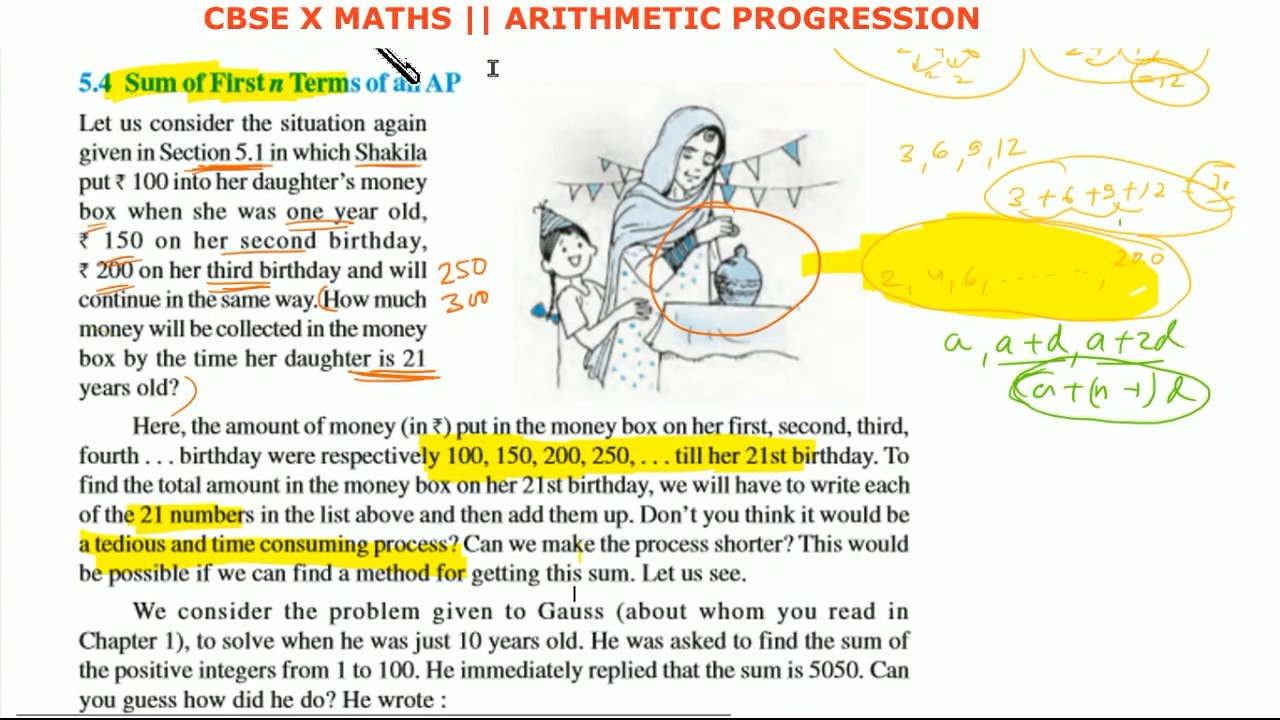 CBSE X MATHS || ARITHMETIC PROGRESSION
5.4 Sum of First n Terms of an AP
Let us consider the situation again
given in Section 5.1 in which Shakila
put ₹ 100 into her daughter's money
box when she was one year old,
₹ 150 on her second birthday,
₹ 200 on her third birthday and will
continue in the same way. (How much
money will be collected in the money
box by the time her daughter is 21
years old? )
250
300
Here, the amount of money (in ₹) put in the money box on her first, second, third,
fourth . . . birthday were respectively 100, 150, 200, 250, . . . till her 21st birthday. To
find the total amount in the money box on her 21st birthday, we will have to write each
of the 21 numbers in the list above and then add them up. Don't you think it would be
a tedious and time consuming process? Can we make the process shorter? This would
be possible if we can find a method for getting this sum. Let us see.
We consider the problem given to Gauss (about whom you read in
Chapter 1), to solve when he was just 10 years old. He was asked to find the sum of
the positive integers from 1 to 100. He immediately replied that the sum is 5050. Can
you guess how did he do? He wrote :
3, 6, 9, 12
3 + 6 + 9 + 12
2, 4, 6, - - - - - , 200
a, a+d, a+2d
a+(n-1)d